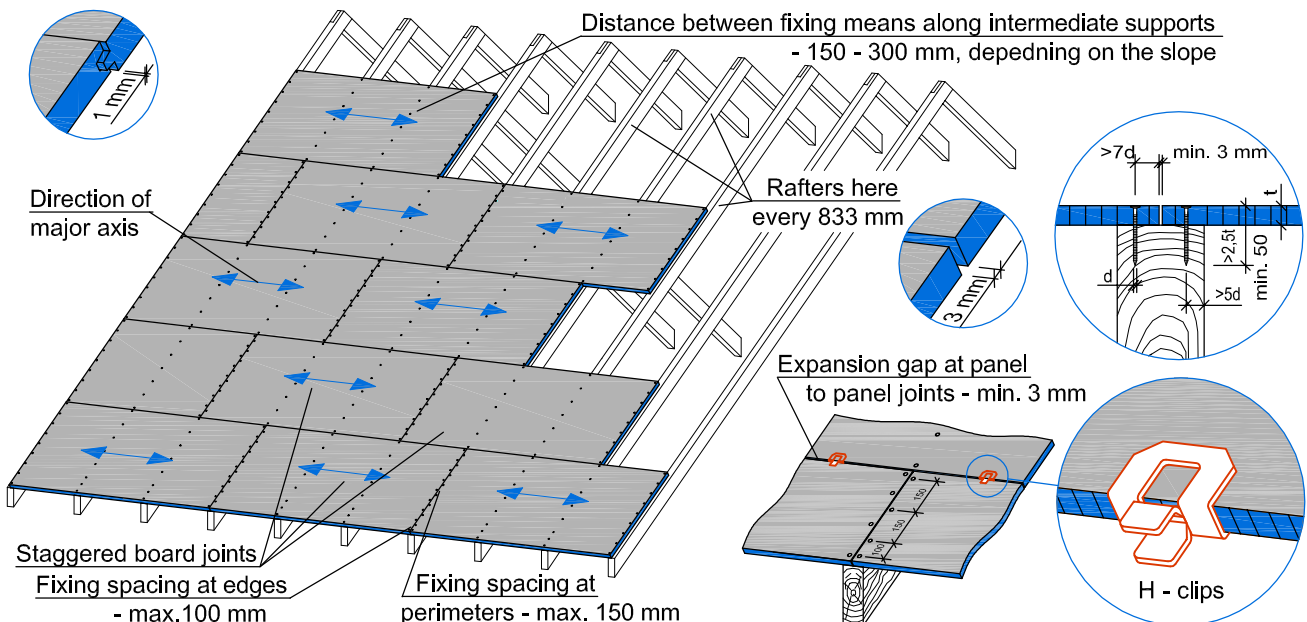 Distance between fixing means along intermediate supports
- 150 - 300 mm, depedning on the slope
1 mm
Direction of
major axis
Rafters here
every 833 mm
3 mm
>7d
min. 3 mm
t
>2,5t
min. 50
d
>5d
Expansion gap at panel
to panel joints - min. 3 mm
150
150
100
H - clips
Staggered board joints
Fixing spacing at edges
- max.100 mm
Fixing spacing at
perimeters - max. 150 mm